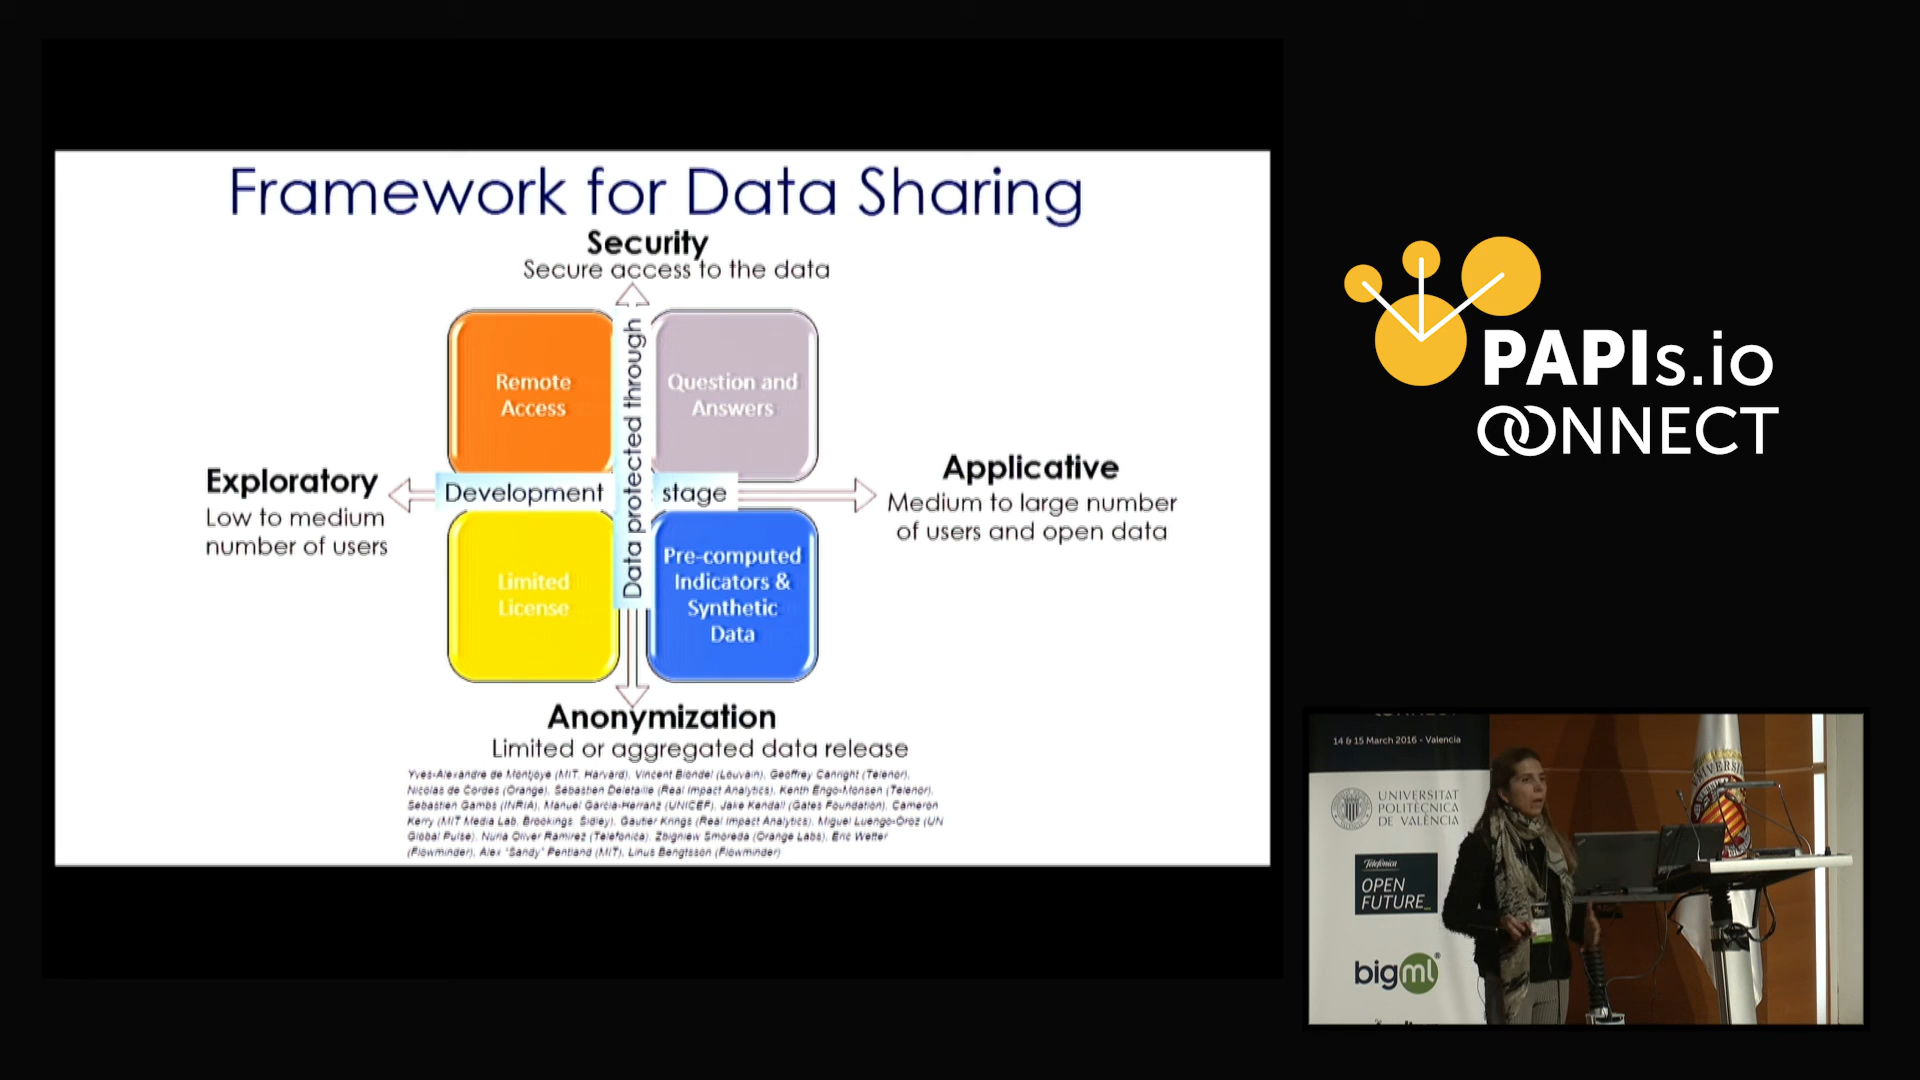 Framework for Data Sharing
Security
Secure access to the data
Remote
Access
Question and
Answers
Data protected through
Exploratory
Low to medium
number of users
Development stage
Applicative
Medium to large number
of users and open data
Limited
License
Pre-computed
Indicators &
Synthetic
Data
Anonymization
Limited or aggregated data release
Yves-Alexandre de Montjoye (MIT, Harvard), Vincent Blondel (Louvain), Geoffrey Canright (Telenor),
Nicolas de Cordes (Orange), Sébastien Deletaille (Real Impact Analytics), Kenth Engo-Monsen (Telenor),
Sébastien Gambs (INRIA), Manuel Garcia-Herranz (UNICEF), Jake Kendall (Gates Foundation), Cameron
Kerry (MIT Media Lab, Brookings, Sidley), Gautier Krings (Real Impact Analytics), Miguel Luengo-Oroz (UN
Global Pulse), Nuria Oliver Ramirez (Telefonica), Zbigniew Smoreda (Orange Labs), Eric Wetter
(Flowminder), Alex "Sandy" Pentland (MIT), Linus Bengtsson (Flowminder)
PAPIs.io
CONNECT
14 & 15 March 2016 - Valencia
UNIVERSITAT
POLITÈCNICA
DE VALÈNCIA
Telefónica
OPEN
FUTURE_
bigml